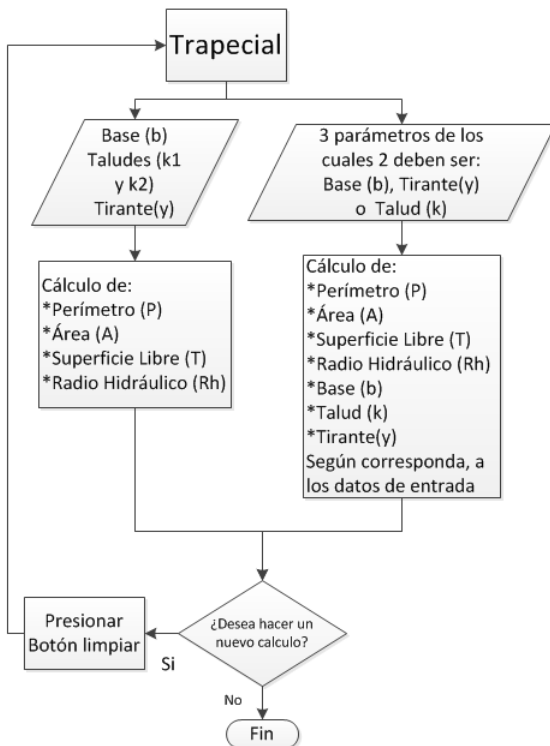 Trapecial
Base (b)
Taludes (k1
y k2)
Tirante(y)
3 parámetros de los
cuales 2 deben ser:
Base (b), Tirante(y)
o Talud (k)
Cálculo de:
*Perímetro (P)
*Área (A)
*Superficie Libre (T)
*Radio Hidráulico (Rh)
Cálculo de:
*Perímetro (P)
*Área (A)
*Superficie Libre (T)
*Radio Hidráulico (Rh)
*Base (b)
*Talud (k)
*Tirante(y)
Según corresponda, a
los datos de entrada
¿Desea hacer un
nuevo calculo?
Si
Presionar
Botón limpiar
No
Fin